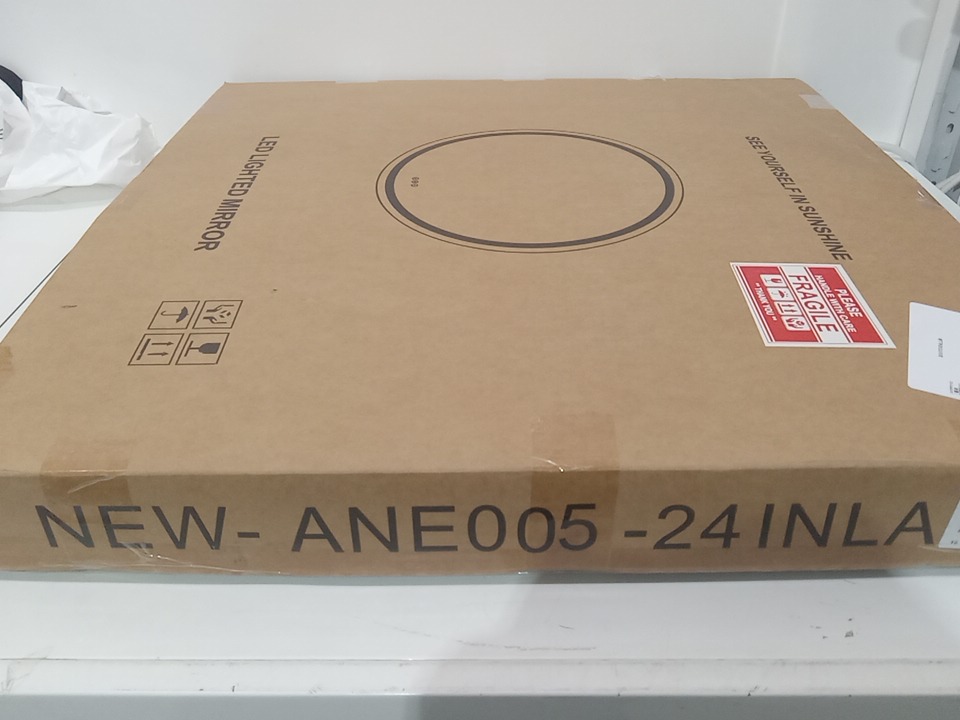 LED LIGHTED MIRROR
SEE YOURSELF IN SUNSHINE
PLEASE
HANDLE WITH CARE
FRAGILE
"THANK YOU"
NEW- ANE005 -24INLA